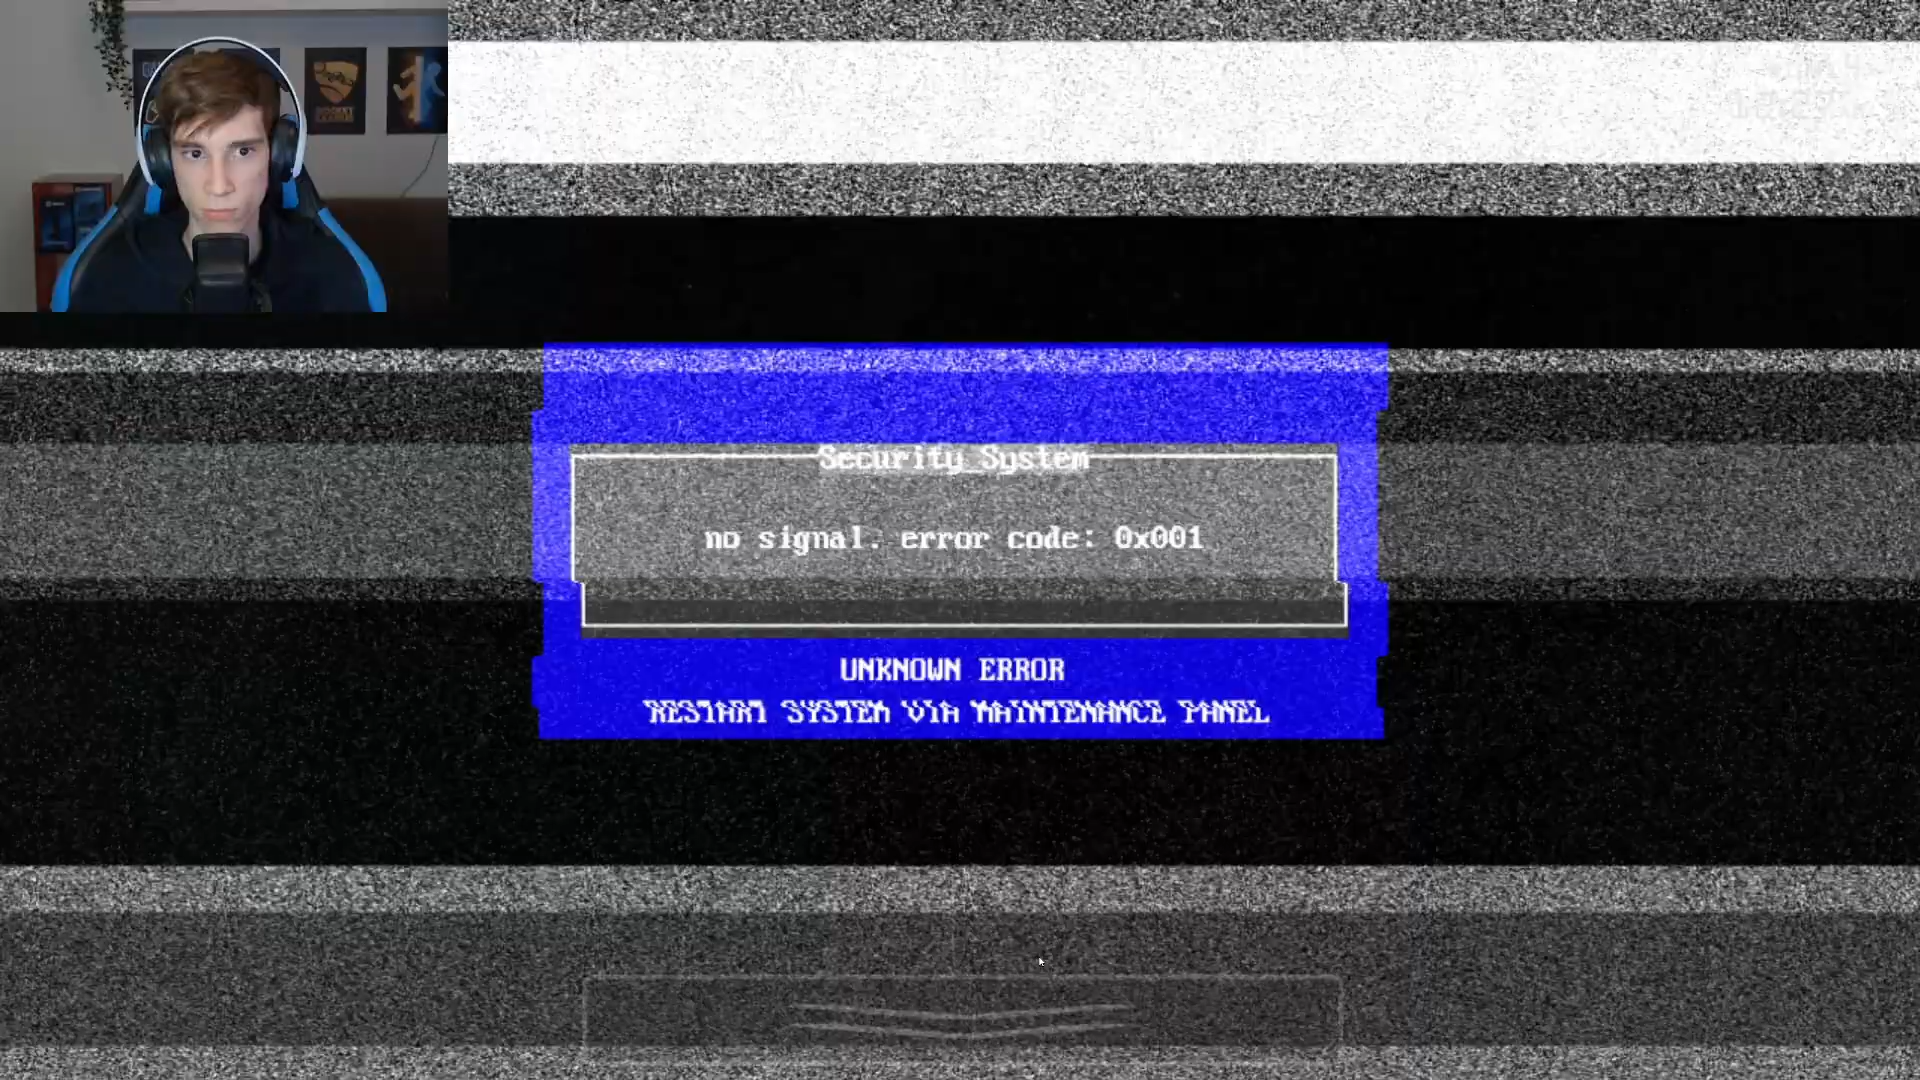 Security System
no signal. error code: 0x001
UNKNOWN ERROR
RESTART SYSTEM VIA MAINTENANCE PANEL